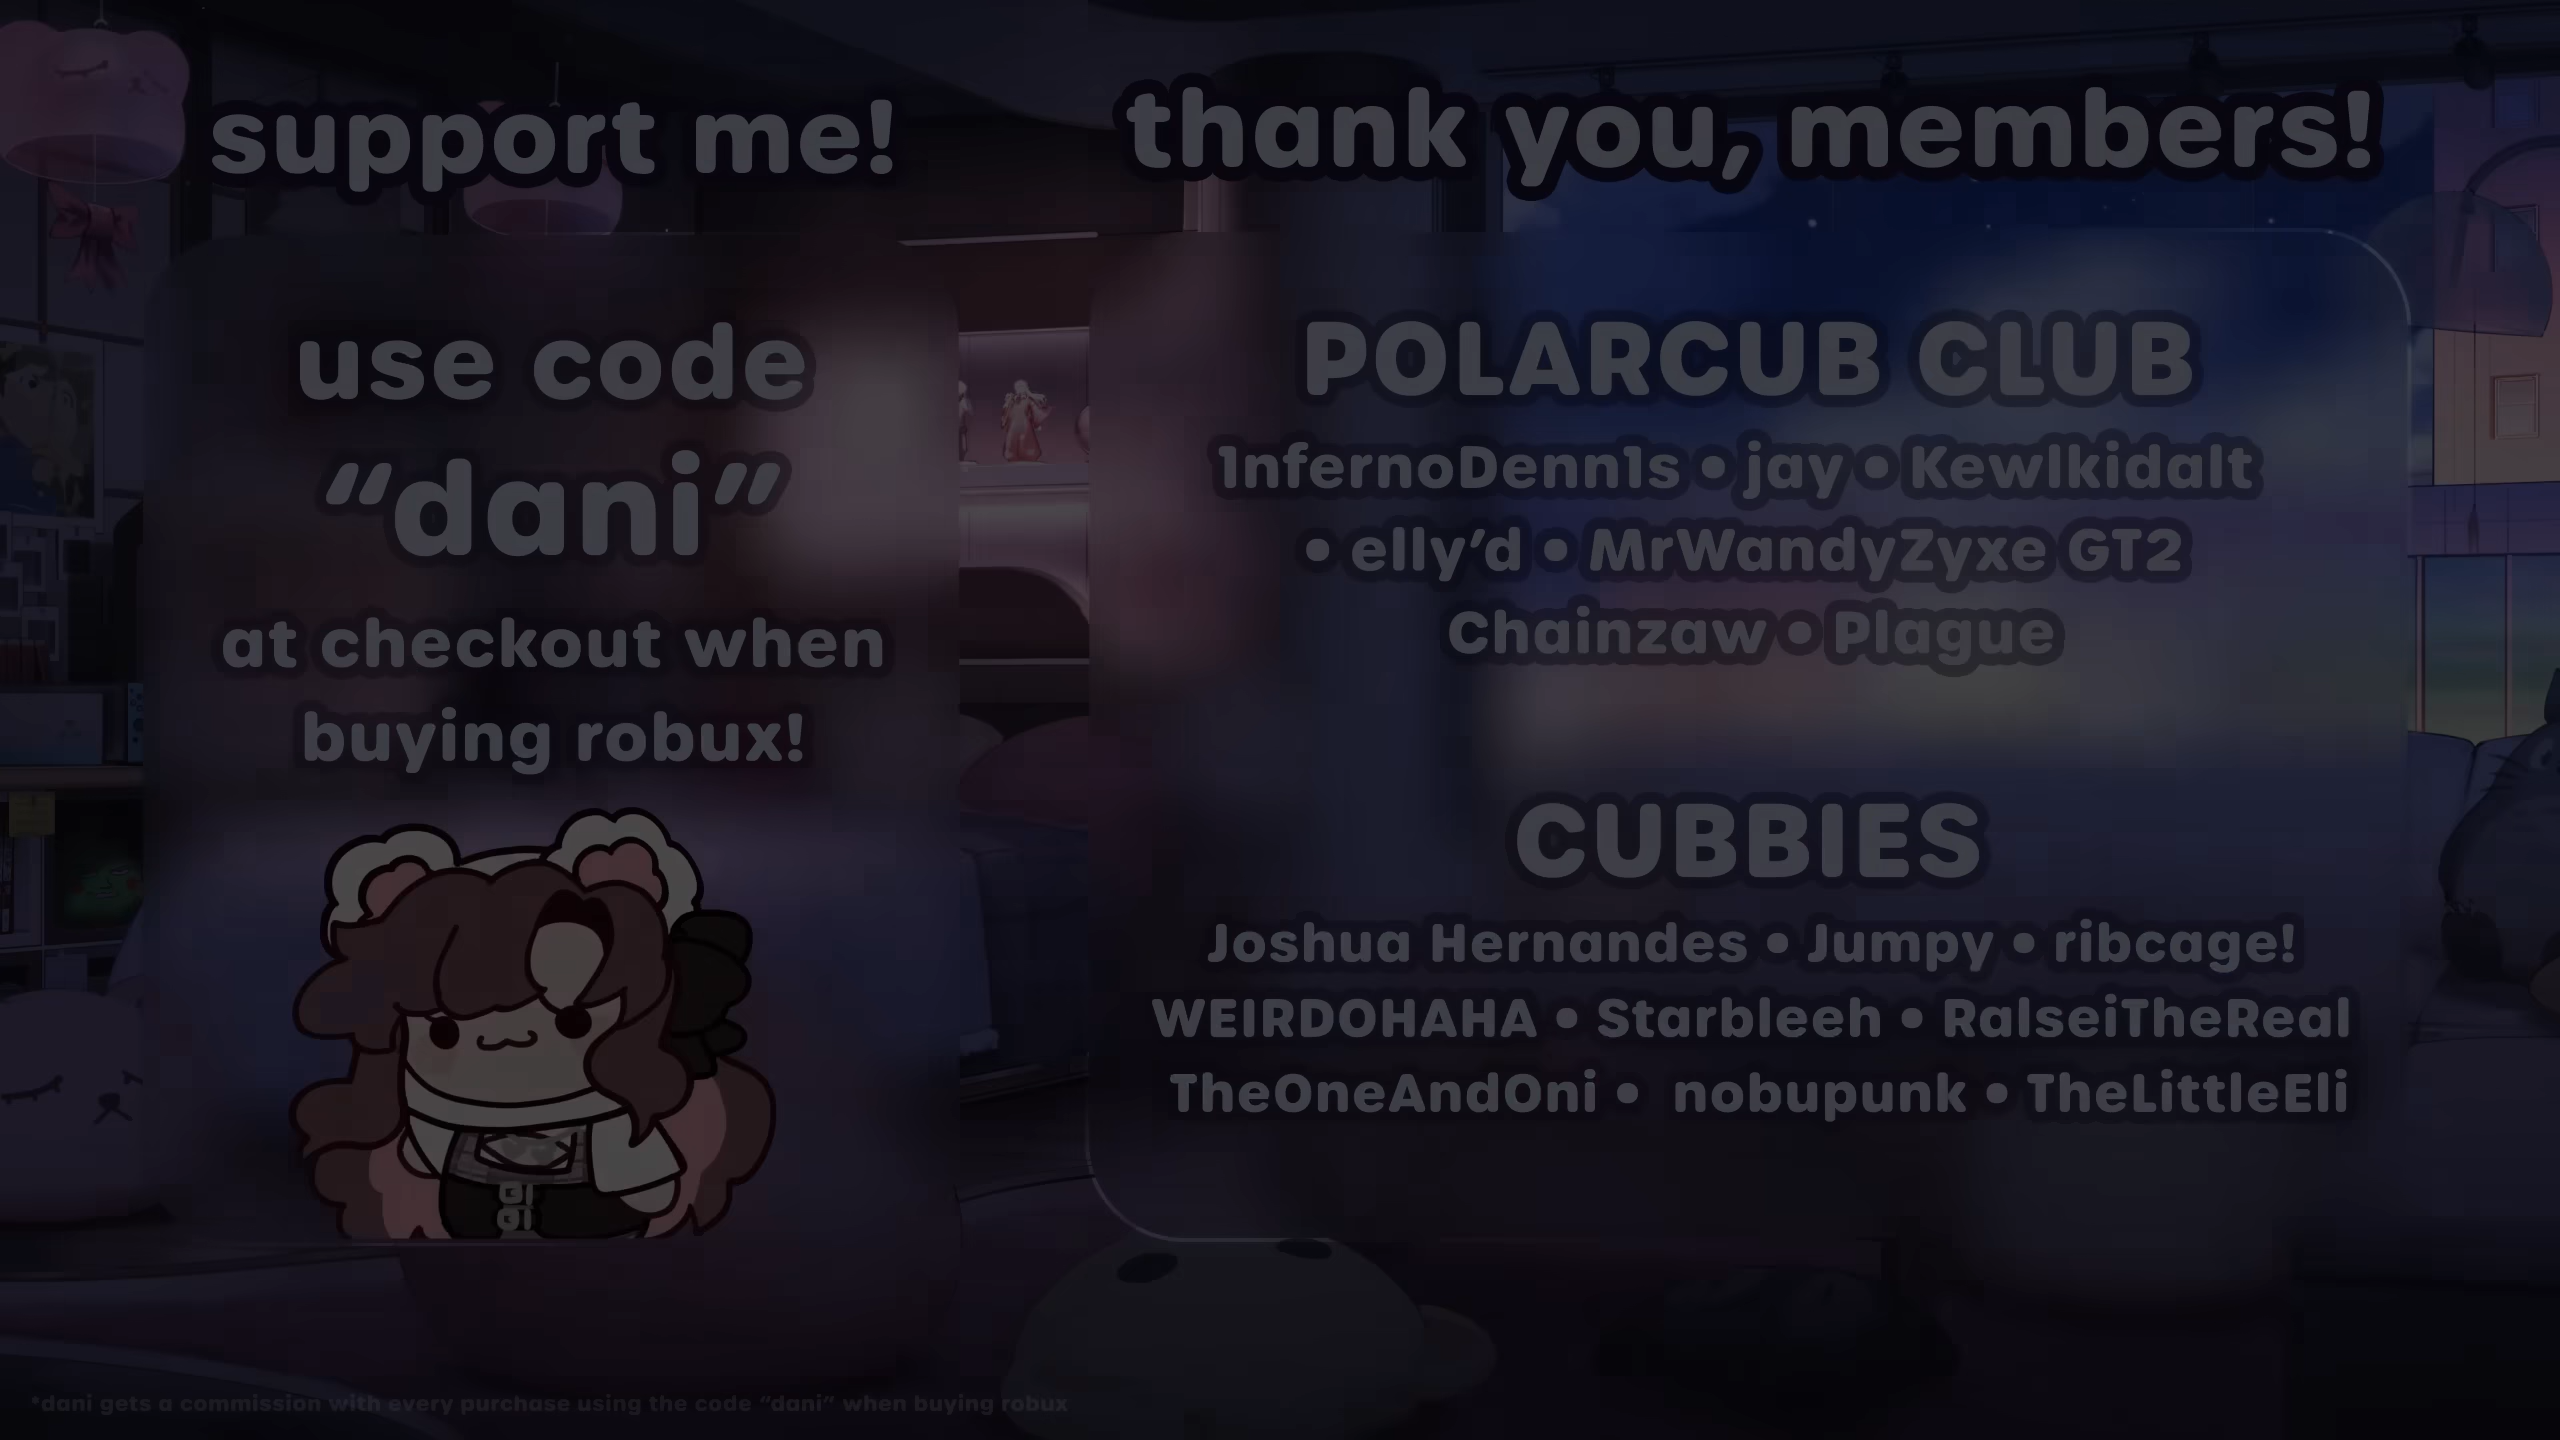 support me!
use code
“dani”
at checkout when
buying robux!
*dani gets a commission with every purchase using the code “dani” when buying robux
thank you, members!
POLARCUB CLUB
1nfernoDenn1s • jay • Kewlkidalt
• elly’d • MrWandyZyxe GT2
Chainzaw • Plague
CUBBIES
Joshua Hernandes • Jumpy • ribcage!
WEIRDOHAHA • Starbleeh • RalseiTheReal
TheOneAndOni • nobupunk • TheLittleEli